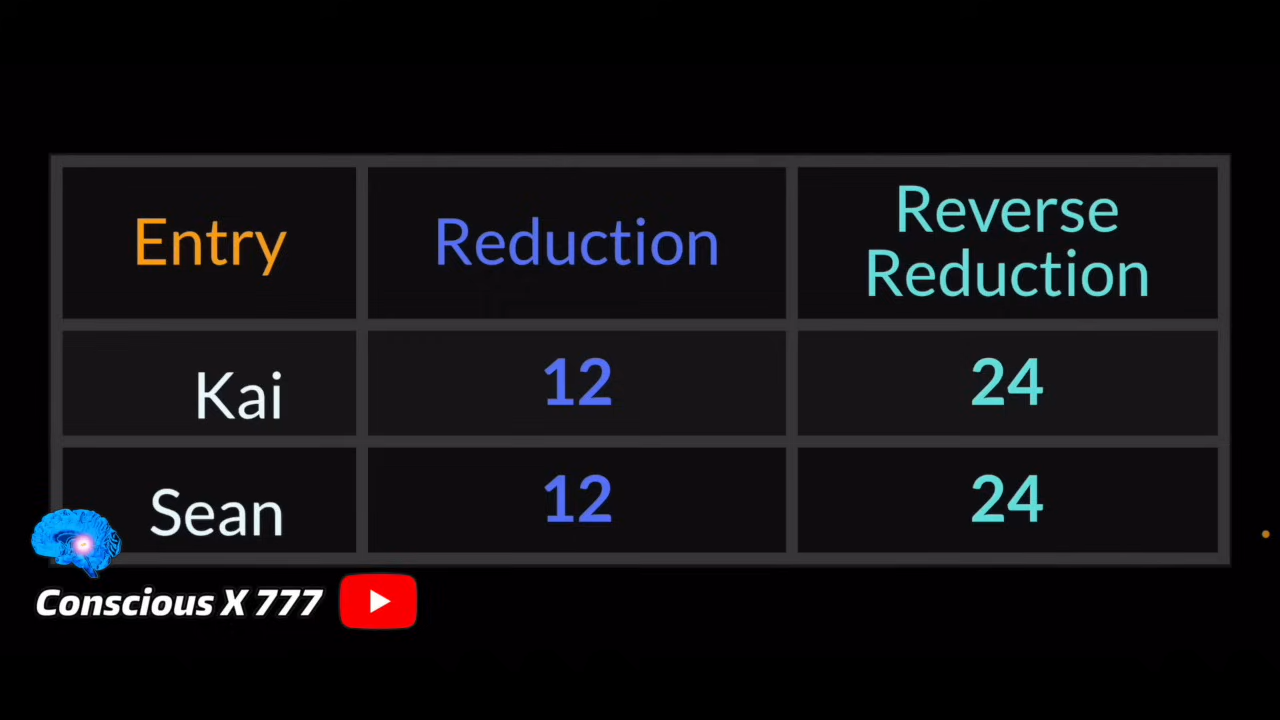 Entry Reduction Reverse Reduction
Kai 12 24
Sean 12 24
Conscious X 777